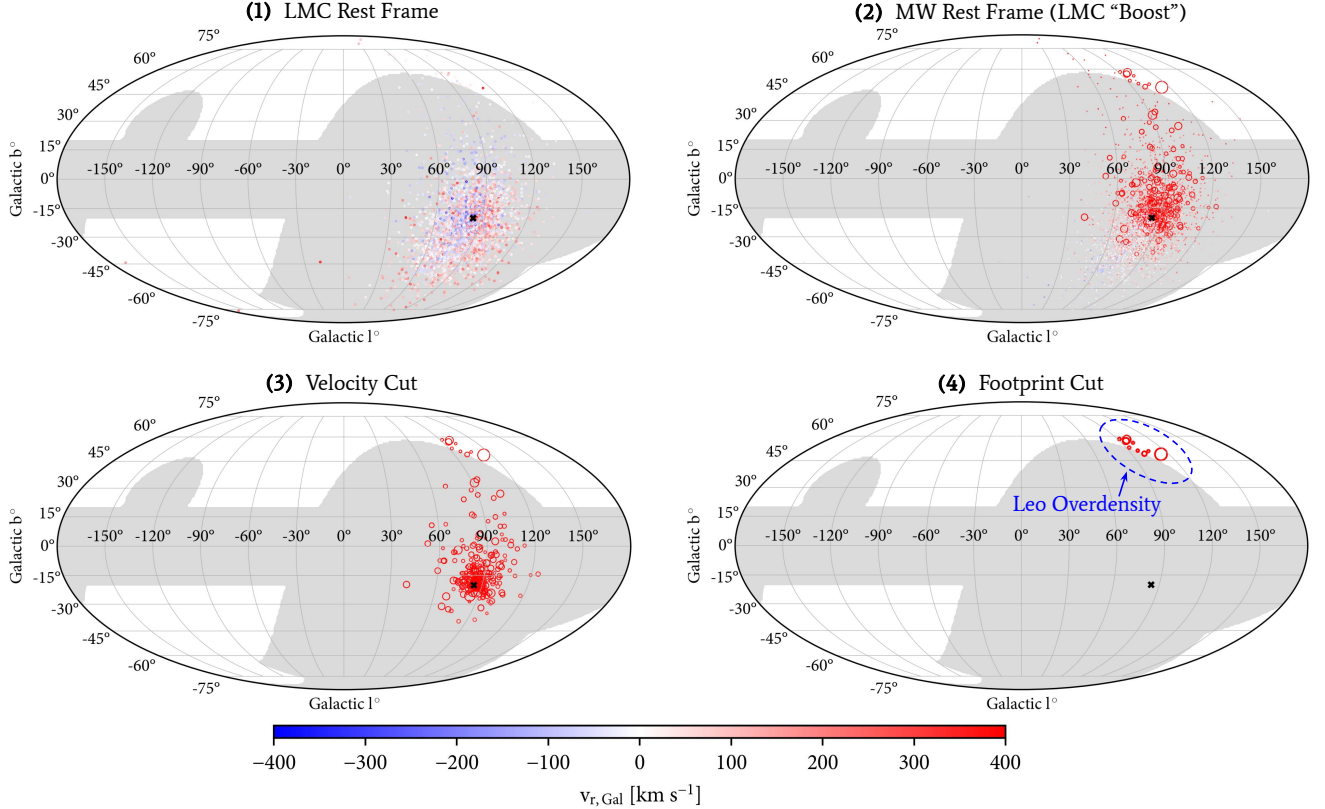 (1) LMC Rest Frame
75°
60°
45°
30°
15°
0°
-15°
-30°
-45°
-60°
-75°
-150° -120° -90° -60° -30° 0° 30° 60° 90° 120° 150°
Galactic b°
Galactic l°
(2) MW Rest Frame (LMC “Boost”)
75°
60°
45°
30°
15°
0°
-15°
-30°
-45°
-60°
-75°
-150° -120° -90° -60° -30° 0° 30° 60° 90° 120° 150°
Galactic b°
Galactic l°
(3) Velocity Cut
75°
60°
45°
30°
15°
0°
-15°
-30°
-45°
-60°
-75°
-150° -120° -90° -60° -30° 0° 30° 60° 90° 120° 150°
Galactic b°
Galactic l°
(4) Footprint Cut
75°
60°
45°
30°
15°
0°
-15°
-30°
-45°
-60°
-75°
-150° -120° -90° -60° -30° 0° 30° 60° 90° 120° 150°
Leo Overdensity
Galactic b°
Galactic l°
−400 −300 −200 −100 0 100 200 300 400
v_r, Gal [km s⁻¹]